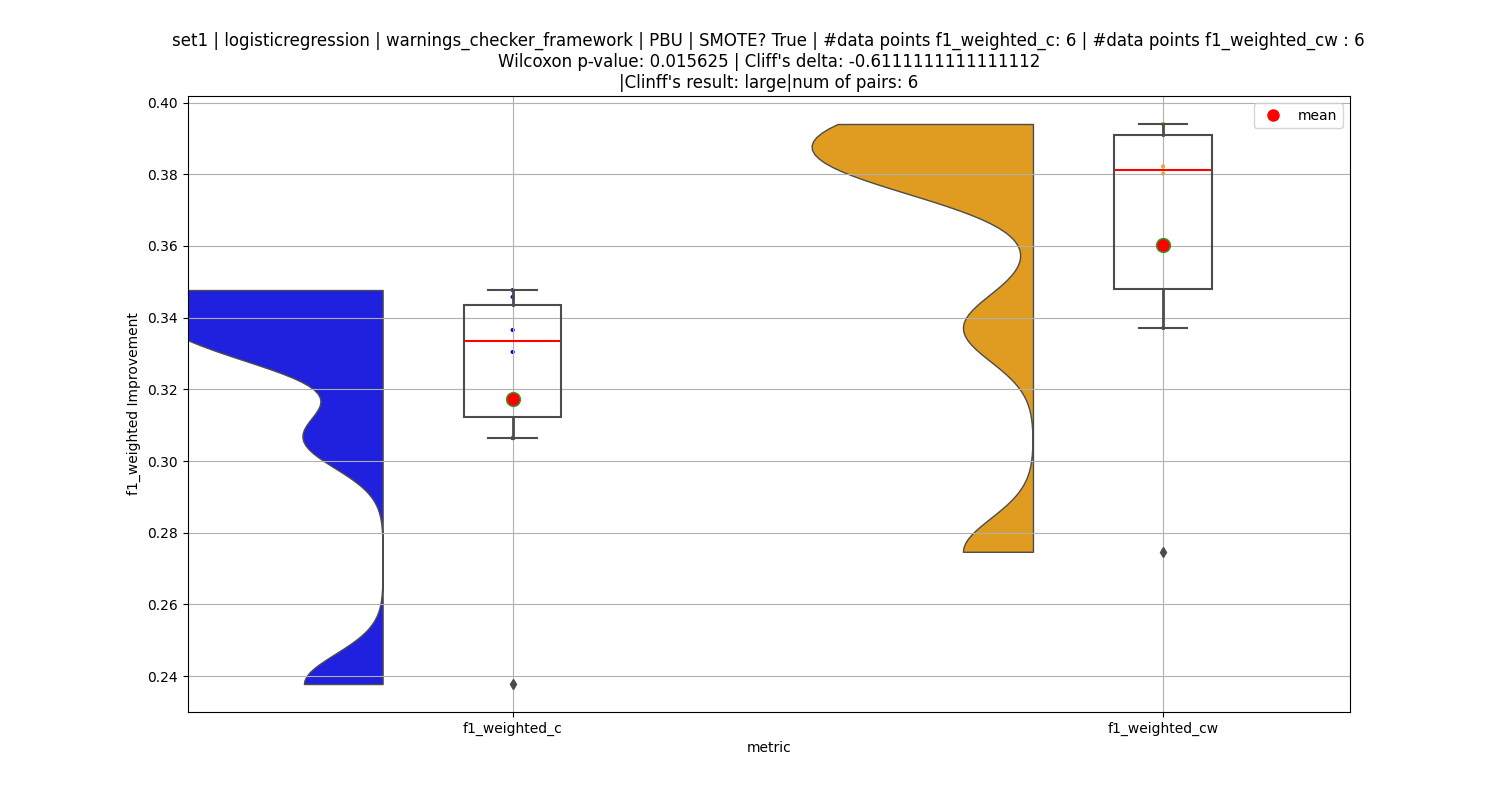 set1 | logisticregression | warnings_checker_framework | PBU | SMOTE? True | #data points f1_weighted_c: 6 | #data points f1_weighted_cw : 6
Wilcoxon p-value: 0.015625 | Cliff's delta: -0.6111111111111112
|Clinff's result: large|num of pairs: 6
mean
0.40
0.38
0.36
0.34
0.32
0.30
0.28
0.26
0.24
f1_weighted Improvement
f1_weighted_c
f1_weighted_cw
metric